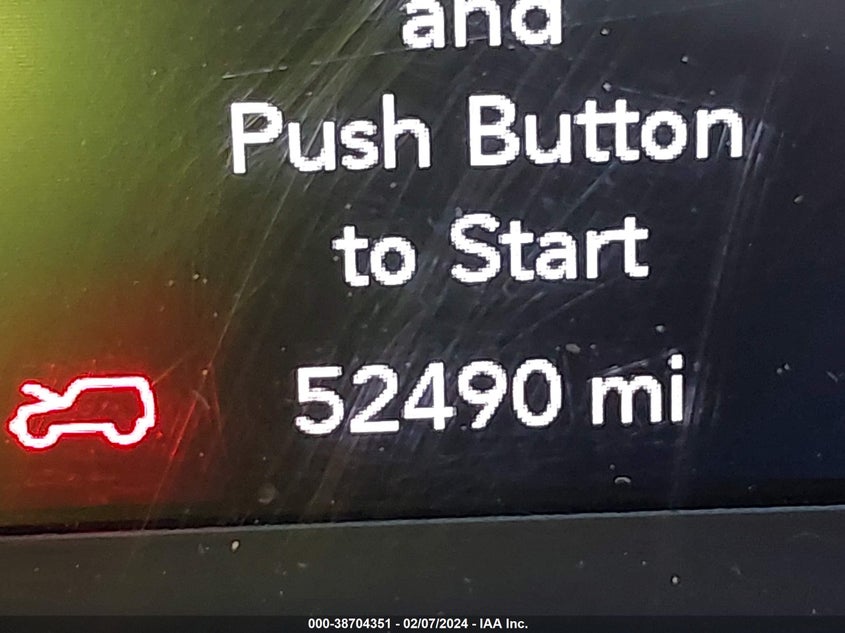 and
Push Button
to Start
52490 mi
000-38704351 - 02/07/2024 - IAA Inc.